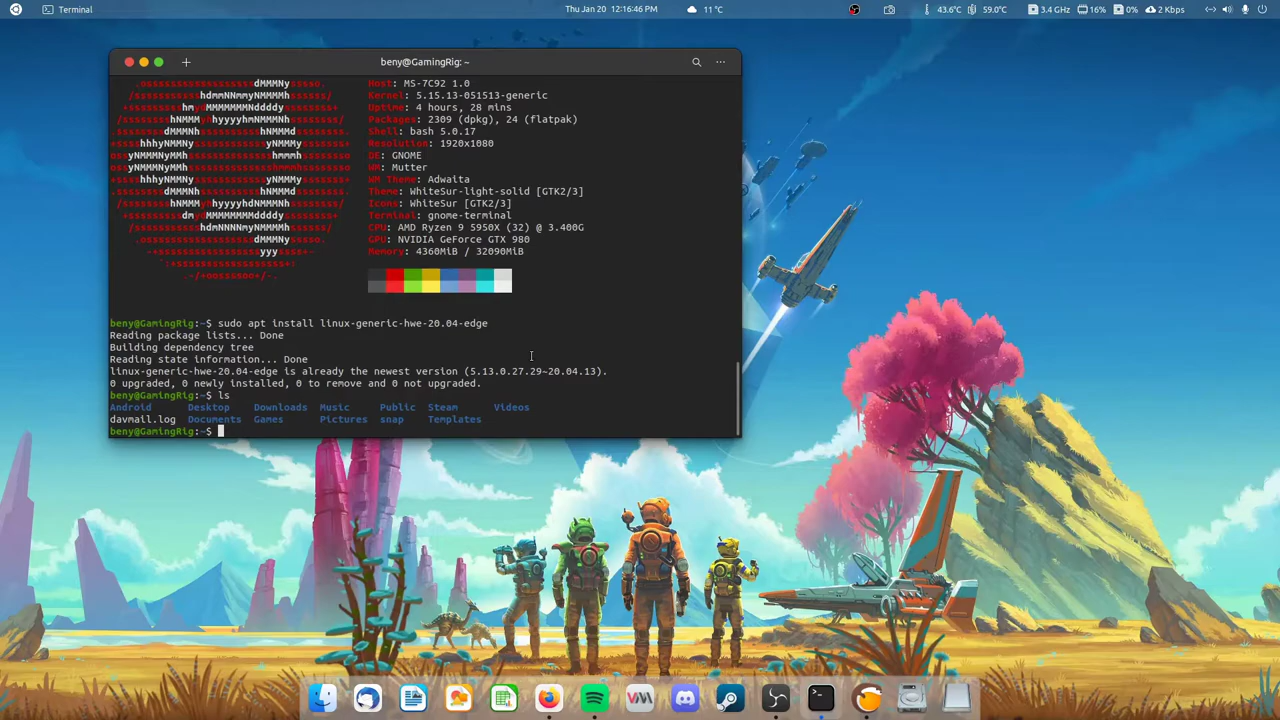 Terminal
Thu Jan 20 12:16:46
11 °C
43.6°C
59.0°C
3.4 GHz
16%
0%
2 Kbps
beny@GamingRig: ~
Host: MS-7C92 1.0
Kernel: 5.15.13-051513-generic
Uptime: 4 hours, 28 mins
Packages: 2309 (dpkg), 24 (flatpak)
Shell: bash 5.0.17
Resolution: 1920x1080
DE: GNOME
WM: Mutter
WM Theme: Adwaita
Theme: WhiteSur-light-solid [GTK2/3]
Icons: WhiteSur [GTK2/3]
Terminal: gnome-terminal
CPU: AMD Ryzen 9 5950X (32) @ 3.400G
GPU: NVIDIA GeForce GTX 980
Memory: 4360MiB / 32090MiB
beny@GamingRig:~$ sudo apt install linux-generic-hwe-20.04-edge
Reading package lists... Done
Building dependency tree
Reading state information... Done
linux-generic-hwe-20.04-edge is already the newest version (5.13.0.27.29~20.04.13).
0 upgraded, 0 newly installed, 0 to remove and 0 not upgraded.
beny@GamingRig:~$ ls
Android Desktop Downloads Music Public Steam Videos
davmail.log Documents Games Pictures snap Templates
beny@GamingRig:~$